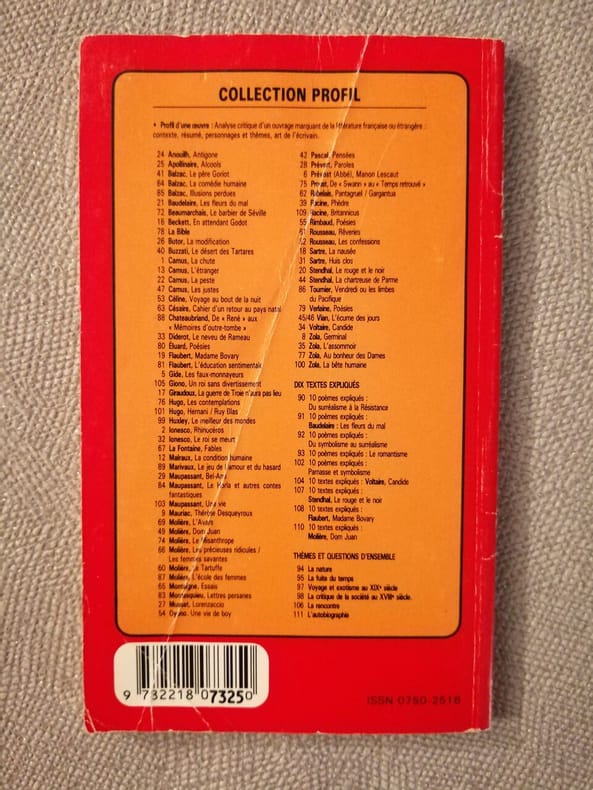 COLLECTION PROFIL
• Profil d'une œuvre : Analyse critique d'un ouvrage marquant de la littérature française ou étrangère :
contexte, résumé, personnages et thèmes, art de l'écrivain.
24 Anouilh, Antigone
25 Apollinaire, Alcools
41 Balzac, Le père Goriot
84 Balzac, La comédie humaine
85 Balzac, Illusions perdues
21 Baudelaire, Les fleurs du mal
72 Beaumarchais, Le barbier de Séville
16 Beckett, En attendant Godot
78 La Bible
26 Butor, La modification
40 Buzzati, Le désert des Tartares
1 Camus, La chute
13 Camus, L'étranger
22 Camus, La peste
47 Camus, Les justes
53 Céline, Voyage au bout de la nuit
63 Césaire, Cahier d'un retour au pays natal
88 Chateaubriand, De « René » aux
« Mémoires d'outre-tombe »
33 Diderot, Le neveu de Rameau
80 Éluard, Poésies
19 Flaubert, Madame Bovary
81 Flaubert, L'éducation sentimentale
5 Gide, Les faux-monnayeurs
105 Giono, Un roi sans divertissement
17 Giraudoux, La guerre de Troie n'aura pas lieu
76 Hugo, Les contemplations
101 Hugo, Hernani / Ruy Blas
99 Huxley, Le meilleur des mondes
2 Ionesco, Rhinocéros
32 Ionesco, Le roi se meurt
67 La Fontaine, Fables
12 Malraux, La condition humaine
89 Marivaux, Le jeu de l'amour et du hasard
29 Maupassant, Bel-Ami
84 Maupassant, Le Horla et autres contes
fantastiques
103 Maupassant, Une vie
9 Mauriac, Thérèse Desqueyroux
69 Molière, L'Avare
49 Molière, Dom Juan
74 Molière, Le Misanthrope
66 Molière, Les précieuses ridicules /
Les femmes savantes
60 Molière, Le Tartuffe
87 Molière, L'école des femmes
65 Montaigne, Essais
83 Montesquieu, Lettres persanes
27 Musset, Lorenzaccio
54 Oyono, Une vie de boy
42 Pascal, Pensées
28 Prévert, Paroles
6 Prévost (Abbé), Manon Lescaut
75 Proust, De « Swann » au « Temps retrouvé »
62 Rabelais, Pantagruel / Gargantua
39 Racine, Phèdre
109 Racine, Britannicus
55 Rimbaud, Poésies
61 Rousseau, Rêveries
82 Rousseau, Les confessions
18 Sartre, La nausée
31 Sartre, Huis clos
20 Stendhal, Le rouge et le noir
44 Stendhal, La chartreuse de Parme
86 Tournier, Vendredi ou les limbes
du Pacifique
79 Verlaine, Poésies
45/46 Vian, L'écume des jours
34 Voltaire, Candide
8 Zola, Germinal
35 Zola, L'assommoir
77 Zola, Au bonheur des Dames
100 Zola, La bête humaine
DIX TEXTES EXPLIQUÉS
90 10 poèmes expliqués :
Du surréalisme à la Résistance
91 10 poèmes expliqués :
Baudelaire : Les fleurs du mal
92 10 poèmes expliqués :
Du symbolisme au surréalisme
93 10 poèmes expliqués : Le romantisme
102 10 poèmes expliqués :
Parnasse et symbolisme
104 10 textes expliqués : Voltaire, Candide
107 10 textes expliqués :
Stendhal, Le rouge et le noir
108 10 textes expliqués :
Flaubert, Madame Bovary
110 10 textes expliqués :
Molière, Dom Juan
THÈMES ET QUESTIONS D'ENSEMBLE
94 La nature
95 La fuite du temps
97 Voyage et exotisme au XIXe siècle
98 La critique de la société au XVIIIe siècle.
106 La rencontre
111 L'autobiographie
9 732218 073250
ISSN 0750-2516